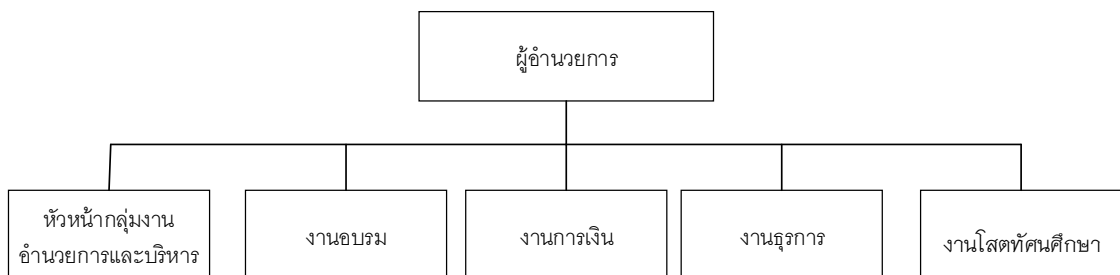 ผู้อำนวยการ
หัวหน้ากลุ่มงาน
อำนวยการและบริหาร
งานอบรม
งานการเงิน
งานธุรการ
งานโสตทัศนศึกษา